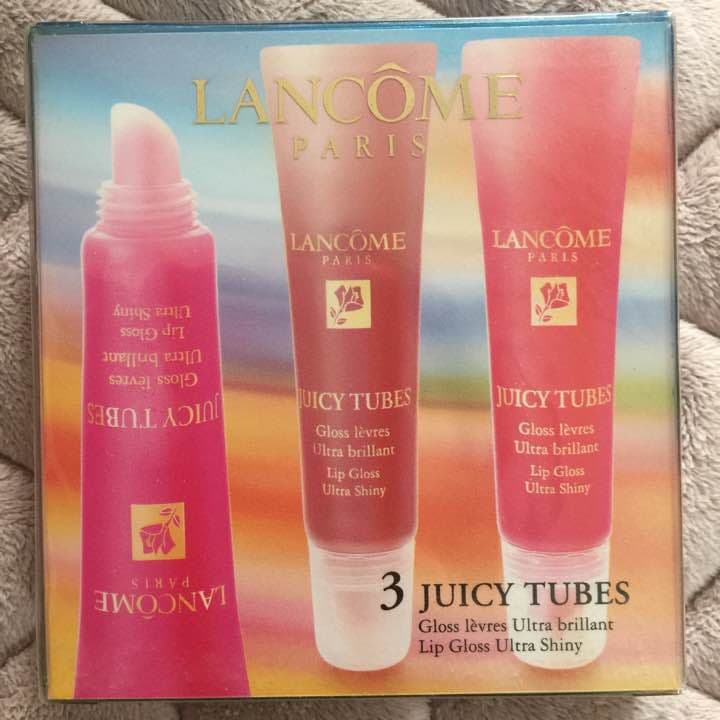 LANCÔME
PARIS
JUICY TUBES
Gloss lèvres
Ultra brillant
Lip Gloss
Ultra Shiny
LANCÔME
PARIS
LANCÔME
PARIS
JUICY TUBES
Gloss lèvres
Ultra brillant
Lip Gloss
Ultra Shiny
LANCÔME
PARIS
JUICY TUBES
Gloss lèvres
Ultra brillant
Lip Gloss
Ultra Shiny
3 JUICY TUBES
Gloss lèvres Ultra brillant
Lip Gloss Ultra Shiny